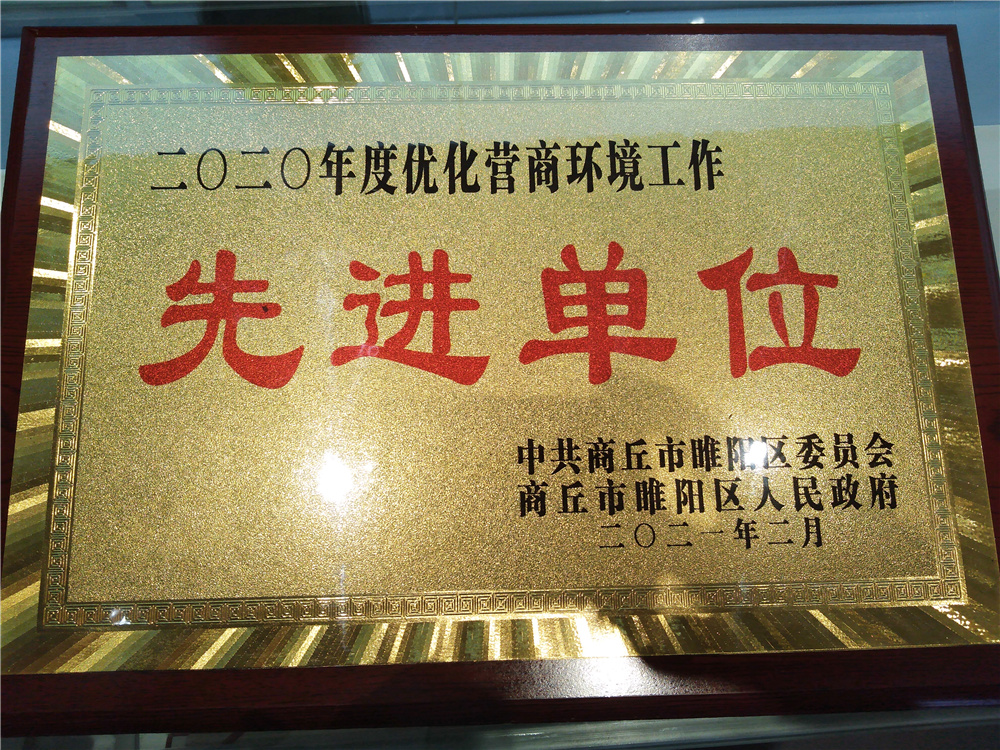 二〇二〇年度优化营商环境工作
先进单位
中共商丘市睢阳区委员会
商丘市睢阳区人民政府
二〇二一年二月